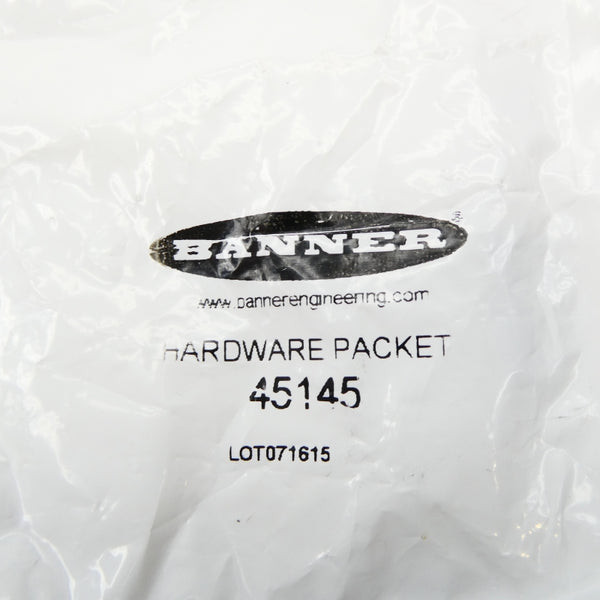 BANNER
www.bannerengineering.com
HARDWARE PACKET
45145
LOT071615